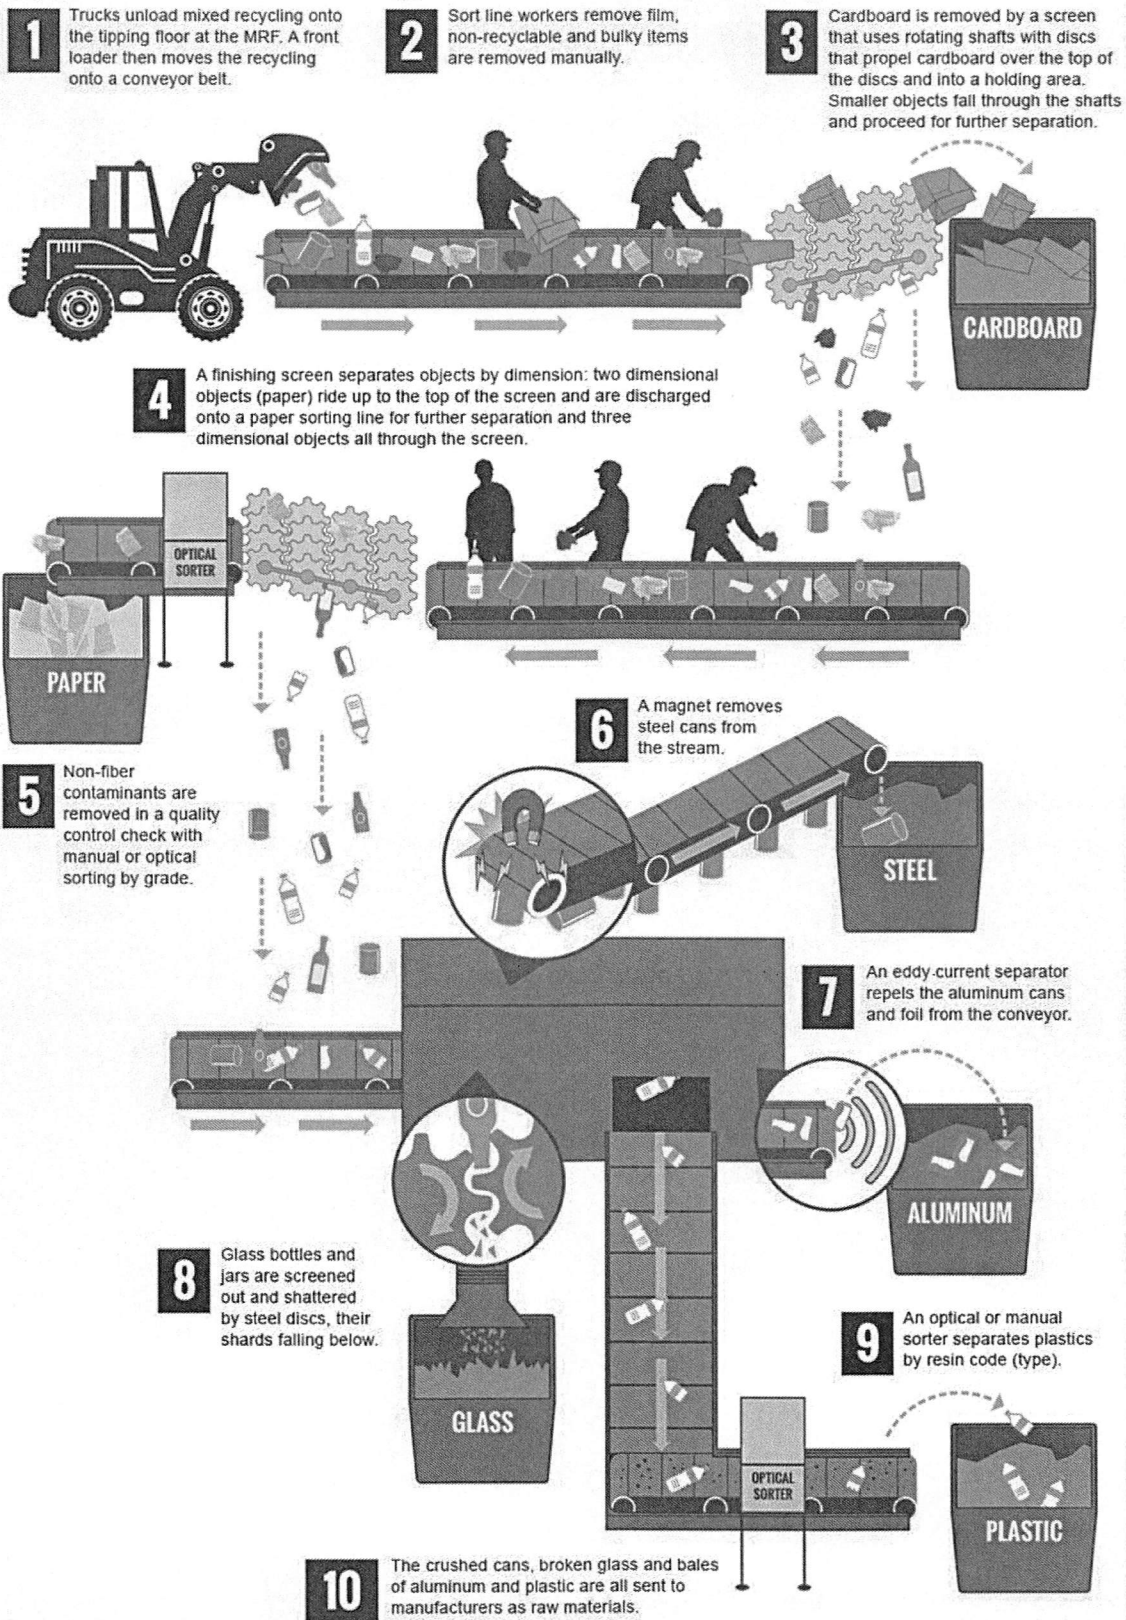 1
Trucks unload mixed recycling onto
the tipping floor at the MRF. A front
loader then moves the recycling
onto a conveyor belt.
2
Sort line workers remove film,
non-recyclable and bulky items
are removed manually.
3
Cardboard is removed by a screen
that uses rotating shafts with discs
that propel cardboard over the top of
the discs and into a holding area.
Smaller objects fall through the shafts
and proceed for further separation.
CARDBOARD
4
A finishing screen separates objects by dimension: two dimensional
objects (paper) ride up to the top of the screen and are discharged
onto a paper sorting line for further separation and three
dimensional objects all through the screen.
OPTICAL
SORTER
PAPER
5
Non-fiber
contaminants are
removed in a quality
control check with
manual or optical
sorting by grade.
6
A magnet removes
steel cans from
the stream.
STEEL
7
An eddy-current separator
repels the aluminum cans
and foil from the conveyor.
ALUMINUM
8
Glass bottles and
jars are screened
out and shattered
by steel discs, their
shards falling below.
GLASS
9
An optical or manual
sorter separates plastics
by resin code (type).
OPTICAL
SORTER
PLASTIC
10
The crushed cans, broken glass and bales
of aluminum and plastic are all sent to
manufacturers as raw materials.